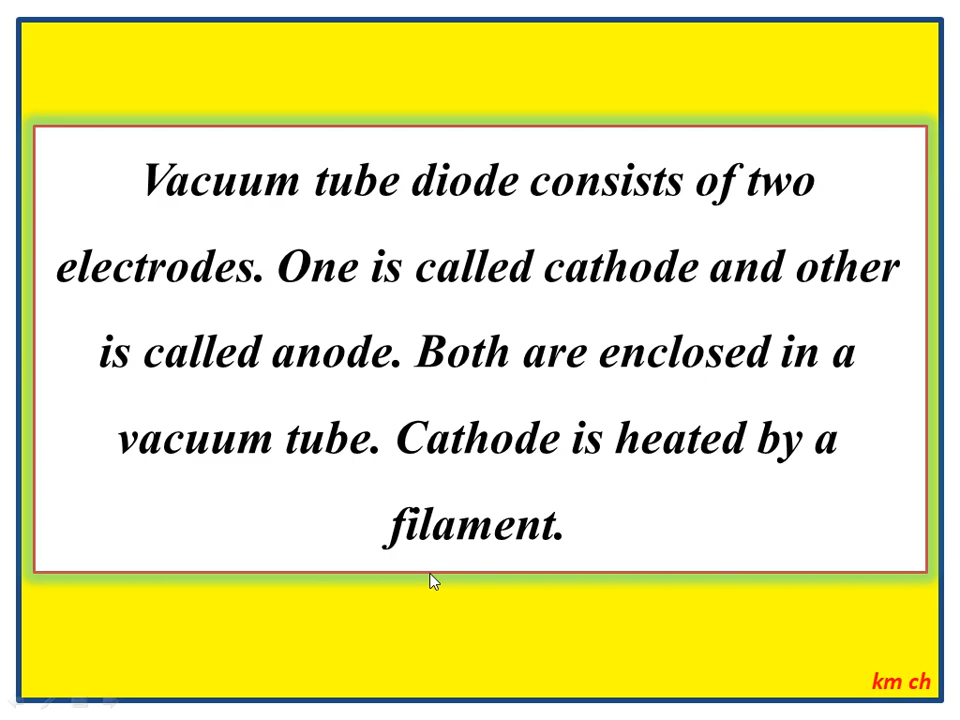 Vacuum tube diode consists of two
electrodes. One is called cathode and other
is called anode. Both are enclosed in a
vacuum tube. Cathode is heated by a
filament.
km ch